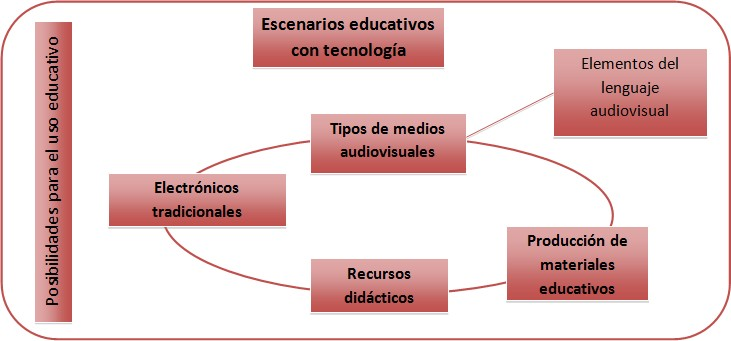 Posibilidades para el uso educativo
Escenarios educativos
con tecnología
Elementos del
lenguaje
audiovisual
Tipos de medios
audiovisuales
Electrónicos
tradicionales
Producción de
materiales
educativos
Recursos
didácticos